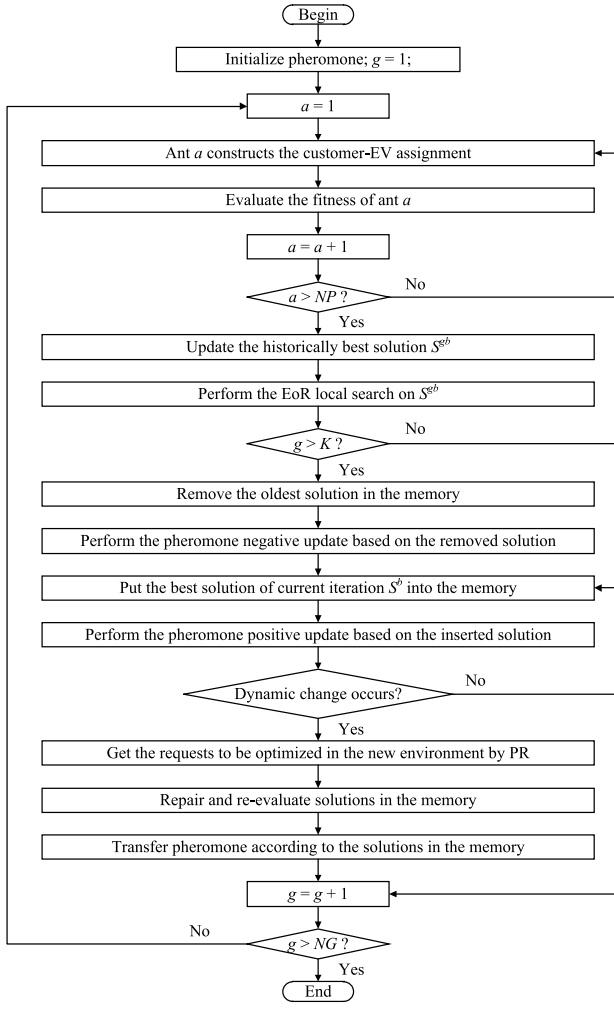 Begin
Initialize pheromone; g = 1;
a = 1
Ant a constructs the customer-EV assignment
Evaluate the fitness of ant a
a = a + 1
a > NP ?
No
Yes
Update the historically best solution S^gb
Perform the EoR local search on S^gb
g > K ?
No
Yes
Remove the oldest solution in the memory
Perform the pheromone negative update based on the removed solution
Put the best solution of current iteration S^b into the memory
Perform the pheromone positive update based on the inserted solution
Dynamic change occurs?
No
Yes
Get the requests to be optimized in the new environment by PR
Repair and re-evaluate solutions in the memory
Transfer pheromone according to the solutions in the memory
g = g + 1
No
g > NG ?
Yes
End